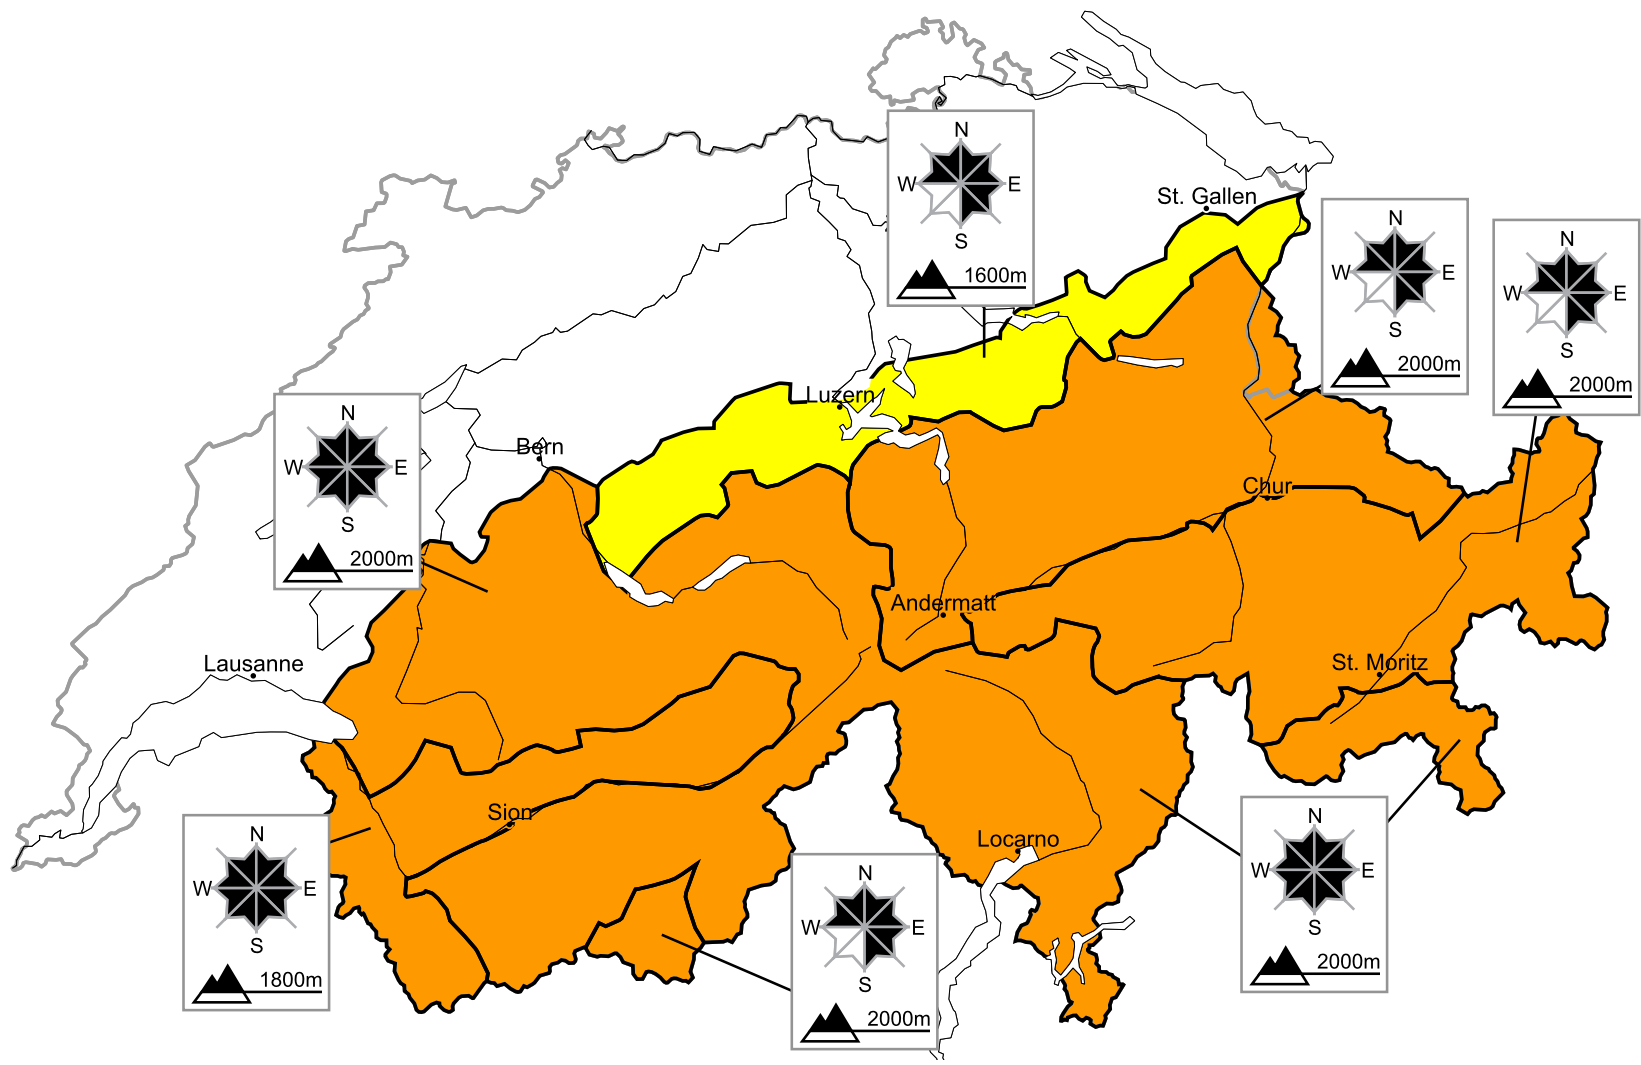 N
W E
S
1600m
St. Gallen
N
W E
S
2000m
N
W E
S
2000m
Luzern
N
W E
S
2000m
Bern
Chur
Andermatt
Lausanne
St. Moritz
Sion
N
W E
S
1800m
Locarno
N
W E
S
2000m
N
W E
S
2000m